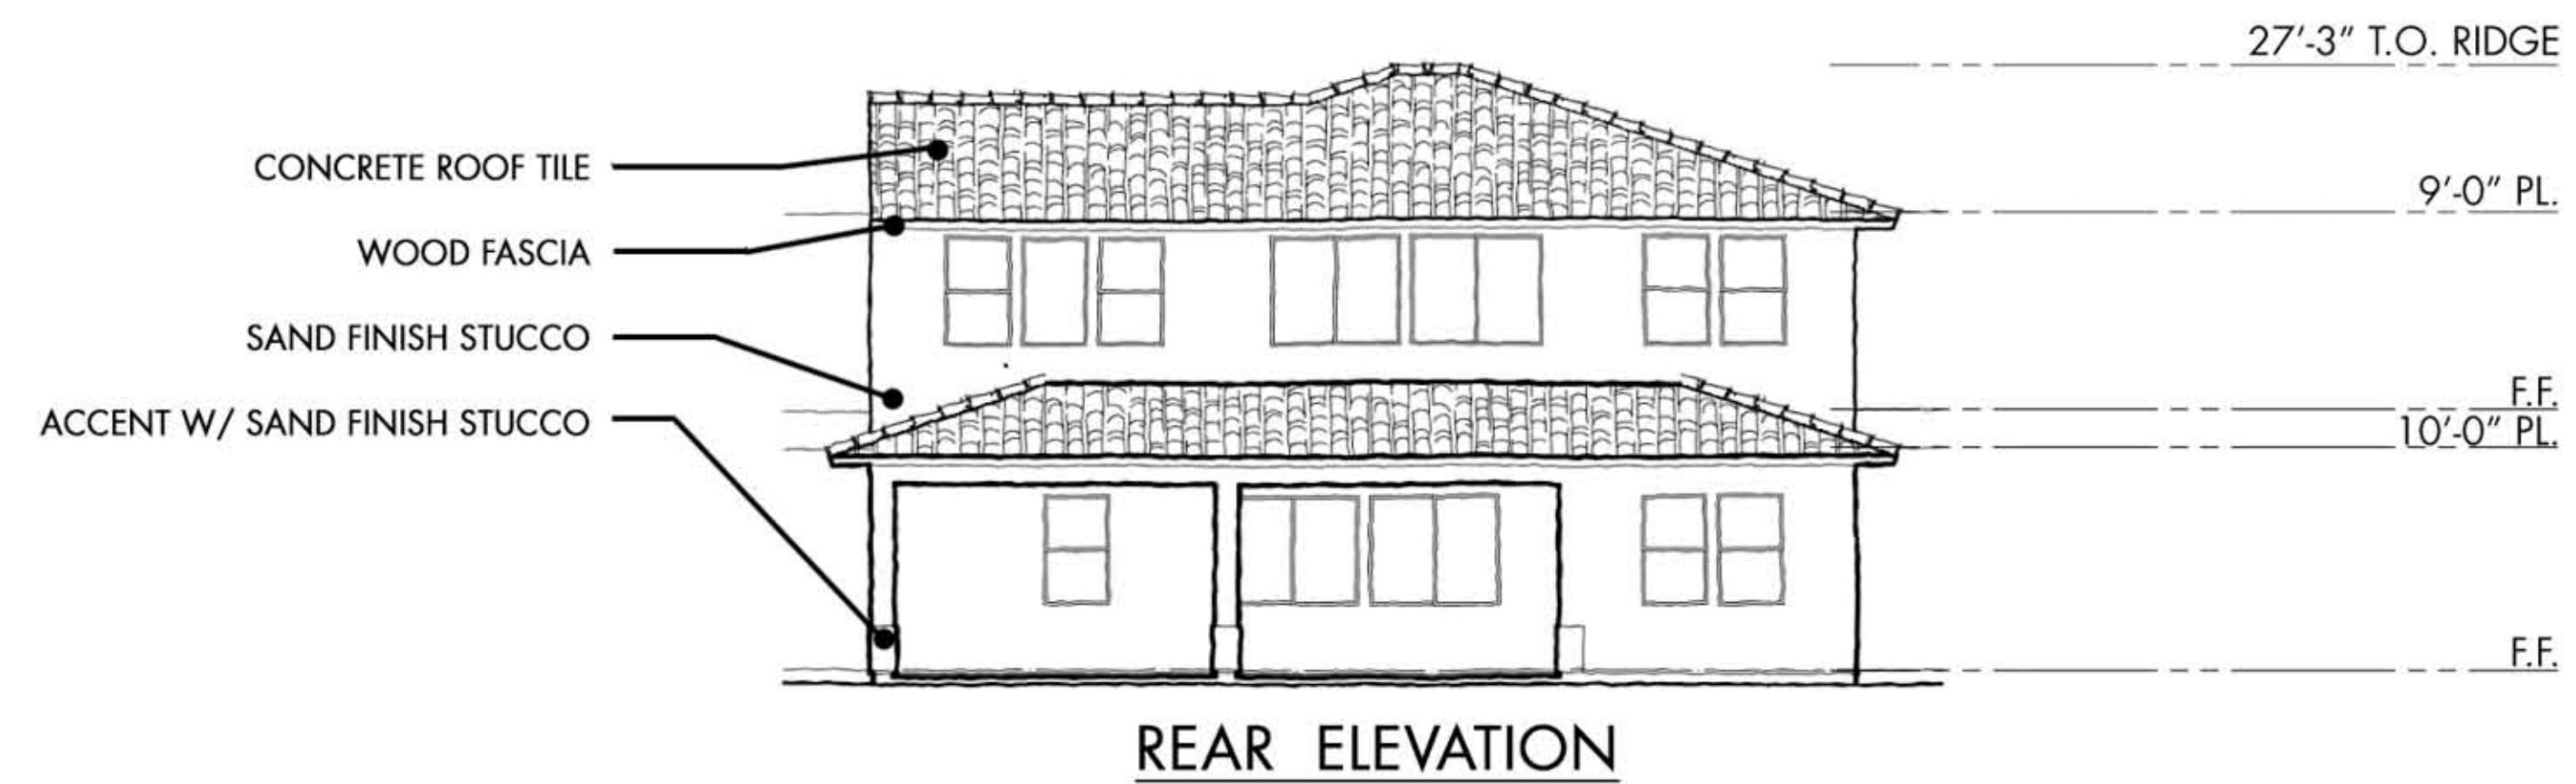 27'-3" T.O. RIDGE
CONCRETE ROOF TILE
9'-0" PL.
WOOD FASCIA
SAND FINISH STUCCO
F.F.
ACCENT W/ SAND FINISH STUCCO
10'-0" PL.
F.F.
REAR ELEVATION